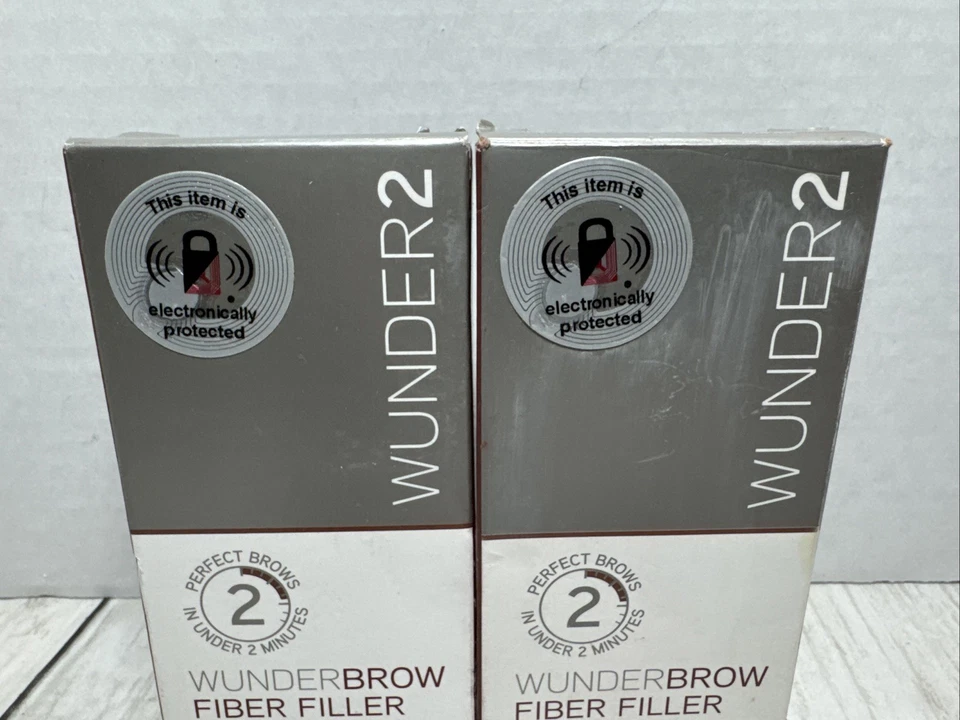 This item is
electronically
protected
WUNDER2
PERFECT BROWS
2
IN UNDER 2 MINUTES
WUNDERBROW
FIBER FILLER
This item is
electronically
protected
WUNDER2
PERFECT BROWS
2
IN UNDER 2 MINUTES
WUNDERBROW
FIBER FILLER